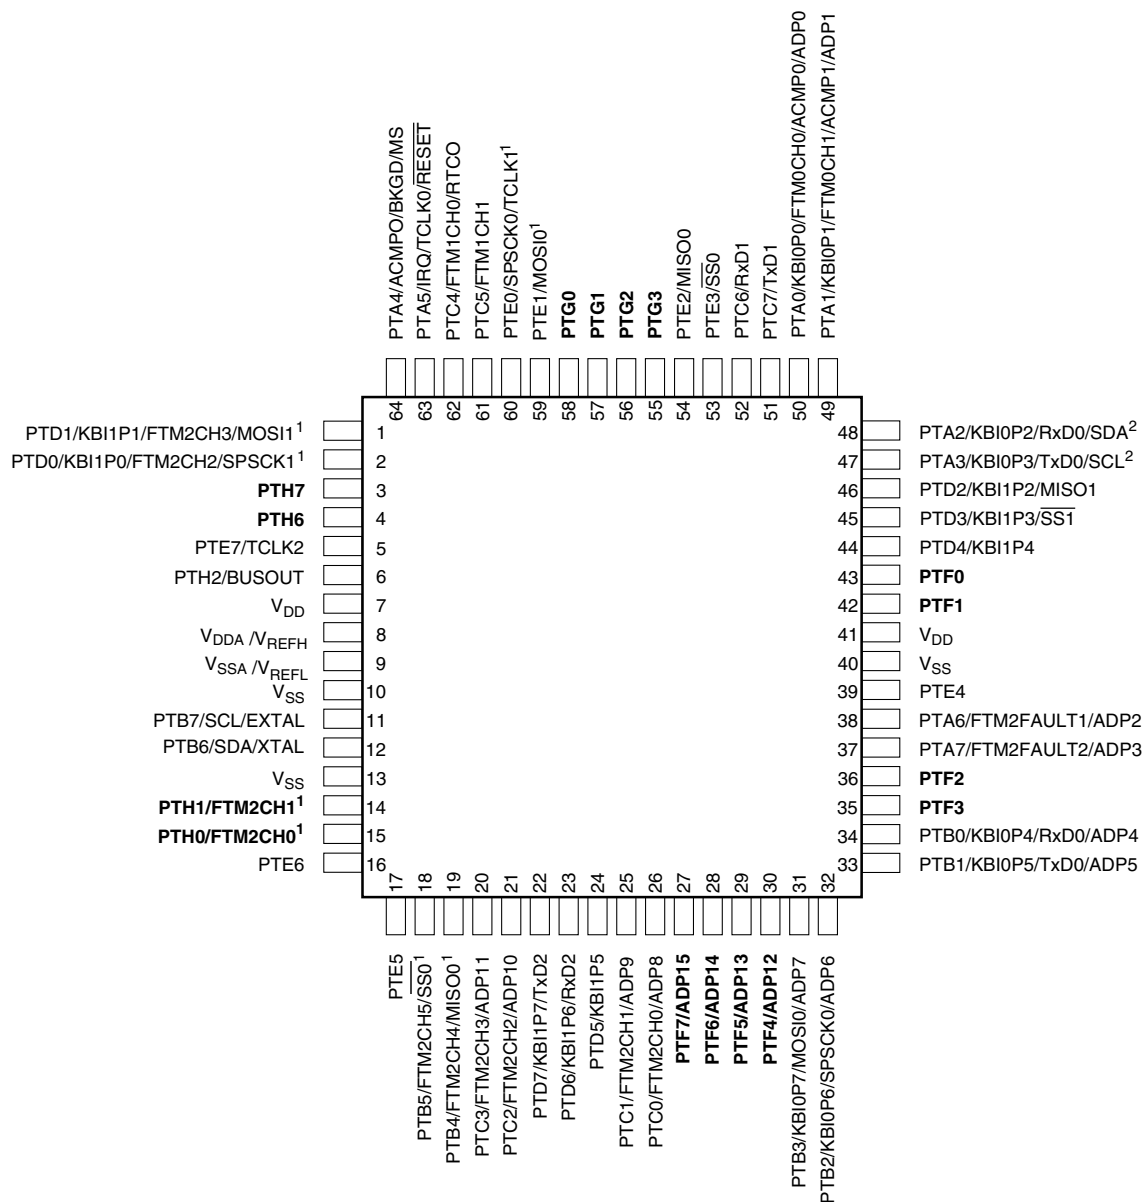 PTA4/ACMPO/BKGD/MS
PTA5/IRQ/TCLK0/RESET
PTC4/FTM1CH0/RTCO
PTC5/FTM1CH1
PTE0/SPSCK0/TCLK1¹
PTE1/MOSI0¹
PTG0
PTG1
PTG2
PTG3
PTE2/MISO0
PTE3/SS0
PTC6/RxD1
PTC7/TxD1
PTA0/KBI0P0/FTM0CH0/ACMP0/ADP0
PTA1/KBI0P1/FTM0CH1/ACMP1/ADP1
64 63 62 61 60 59 58 57 56 55 54 53 52 51 50 49
PTD1/KBI1P1/FTM2CH3/MOSI1¹ 1
PTD0/KBI1P0/FTM2CH2/SPSCK1¹ 2
PTH7 3
PTH6 4
PTE7/TCLK2 5
PTH2/BUSOUT 6
VDD 7
VDDA /VREFH 8
VSSA /VREFL 9
VSS 10
PTB7/SCL/EXTAL 11
PTB6/SDA/XTAL 12
VSS 13
PTH1/FTM2CH1¹ 14
PTH0/FTM2CH0¹ 15
PTE6 16
48 PTA2/KBI0P2/RxD0/SDA²
47 PTA3/KBI0P3/TxD0/SCL²
46 PTD2/KBI1P2/MISO1
45 PTD3/KBI1P3/SS1
44 PTD4/KBI1P4
43 PTF0
42 PTF1
41 VDD
40 VSS
39 PTE4
38 PTA6/FTM2FAULT1/ADP2
37 PTA7/FTM2FAULT2/ADP3
36 PTF2
35 PTF3
34 PTB0/KBI0P4/RxD0/ADP4
33 PTB1/KBI0P5/TxD0/ADP5
17 18 19 20 21 22 23 24 25 26 27 28 29 30 31 32
PTE5
PTB5/FTM2CH5/SS0¹
PTB4/FTM2CH4/MISO0¹
PTC3/FTM2CH3/ADP11
PTC2/FTM2CH2/ADP10
PTD7/KBI1P7/TxD2
PTD6/KBI1P6/RxD2
PTD5/KBI1P5
PTC1/FTM2CH1/ADP9
PTC0/FTM2CH0/ADP8
PTF7/ADP15
PTF6/ADP14
PTF5/ADP13
PTF4/ADP12
PTB3/KBI0P7/MOSI0/ADP7
PTB2/KBI0P6/SPSCK0/ADP6